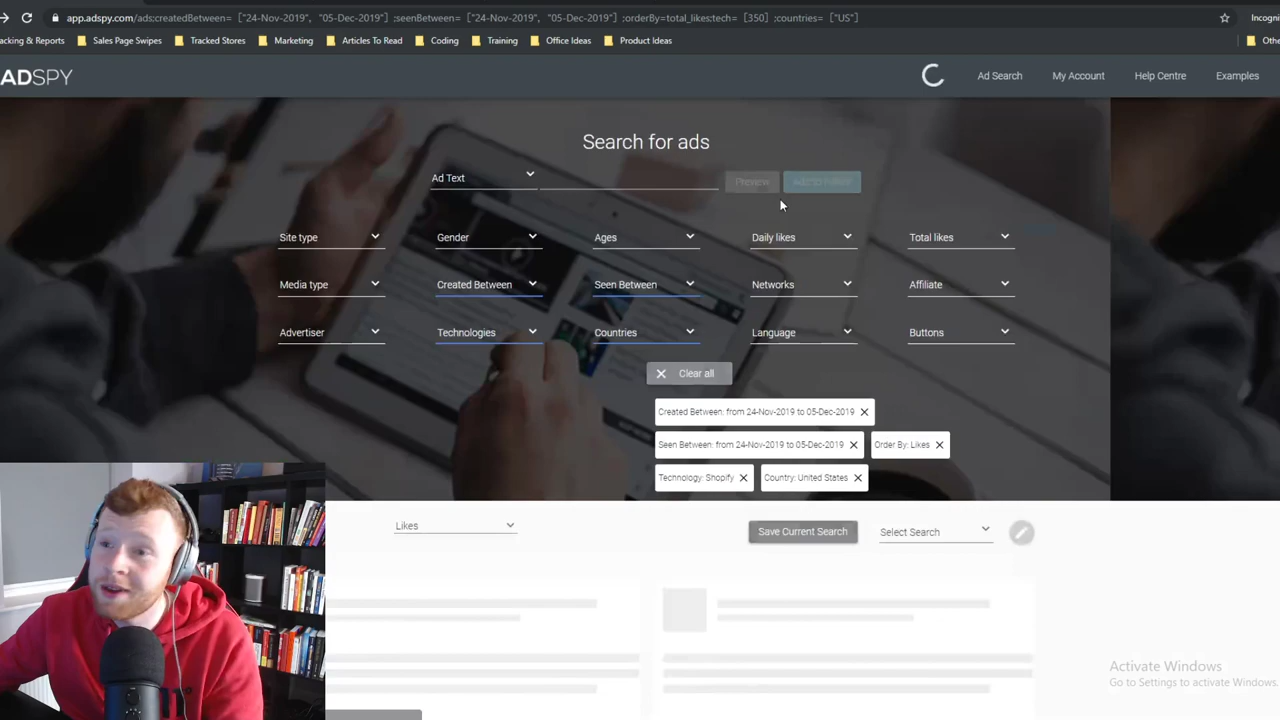 app.adspy.com/ads;createdBetween= ["24-Nov-2019", "05-Dec-2019"] ;seenBetween= ["24-Nov-2019", "05-Dec-2019"] ;orderBy=total_likes;tech= [350] ;countries= ["US"] Incogni
acking & Reports Sales Page Swipes Tracked Stores Marketing Articles To Read Coding Training Office Ideas Product Ideas Othe
ADSPY Ad Search My Account Help Centre Examples
Search for ads
Ad Text Preview
Site type Gender Ages Daily likes Total likes
Media type Created Between Seen Between Networks Affiliate
Advertiser Technologies Countries Language Buttons
Clear all
Created Between: from 24-Nov-2019 to 05-Dec-2019
Seen Between: from 24-Nov-2019 to 05-Dec-2019 Order By: Likes
Technology: Shopify Country: United States
Likes Save Current Search Select Search
Activate Windows
Go to Settings to activate Windows.